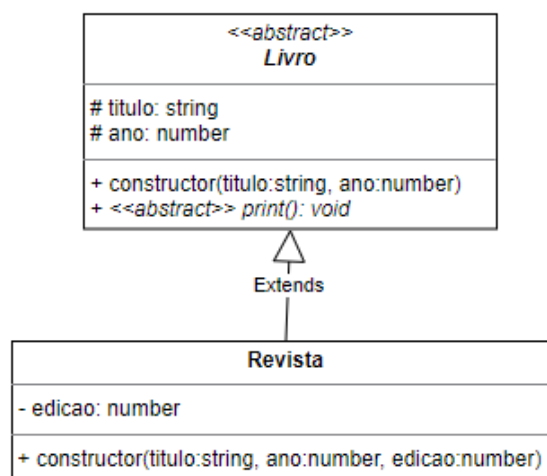 <<abstract>>
Livro
# titulo: string
# ano: number
+ constructor(titulo:string, ano:number)
+ <<abstract>> print(): void
Extends
Revista
- edicao: number
+ constructor(titulo:string, ano:number, edicao:number)